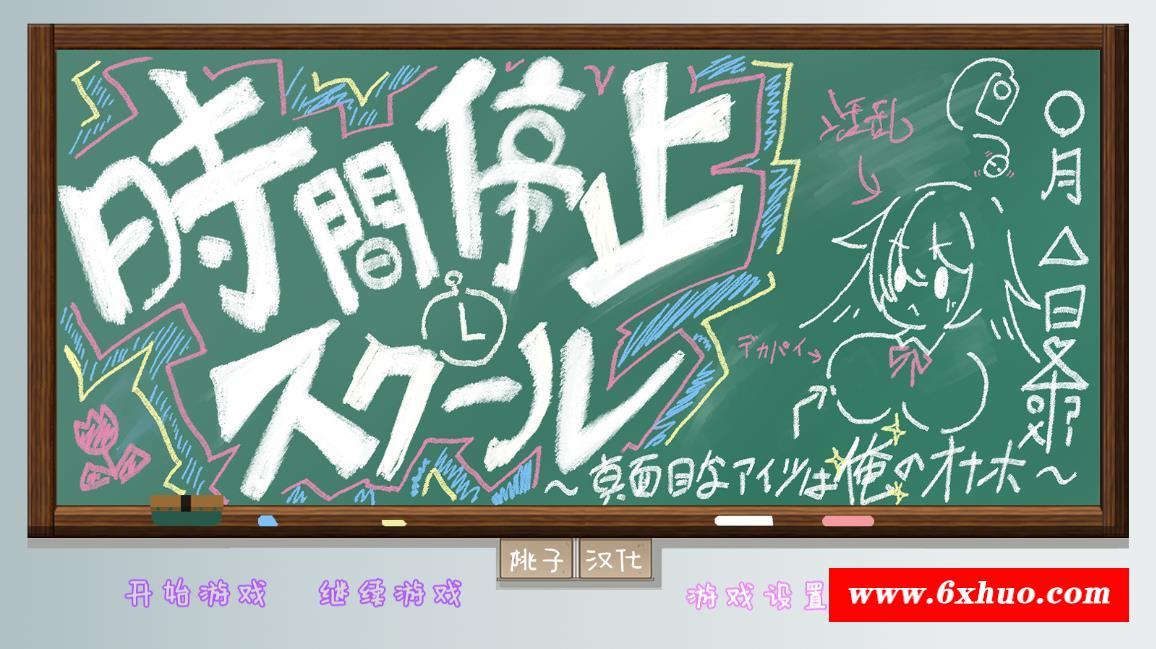 時間停止
スクール
～真面目なアイツは俺のオナホ～
デカパイ
〇月△日
桃子 汉化
开始游戏 继续游戏 游戏设置
www.6xhuo.com